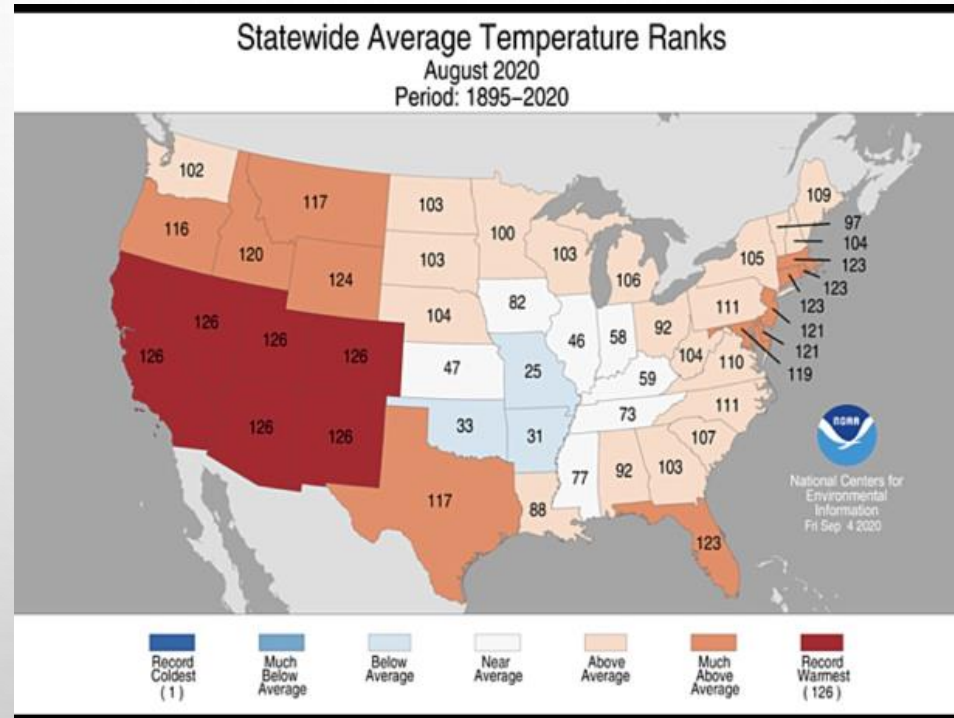 Statewide Average Temperature Ranks
August 2020
Period: 1895–2020
102
117
103
100
109
97
116
103
103
104
120
124
106
105
123
123
104
82
111
123
126
126
92
121
126
126
47
46
58
104
110
121
25
59
119
126
126
33
31
73
111
117
77
92
103
107
88
123
NOAA
National Centers for
Environmental
Information
Fri Sep 4 2020
Record
Coldest
( 1 )
Much
Below
Average
Below
Average
Near
Average
Above
Average
Much
Above
Average
Record
Warmest
( 126 )